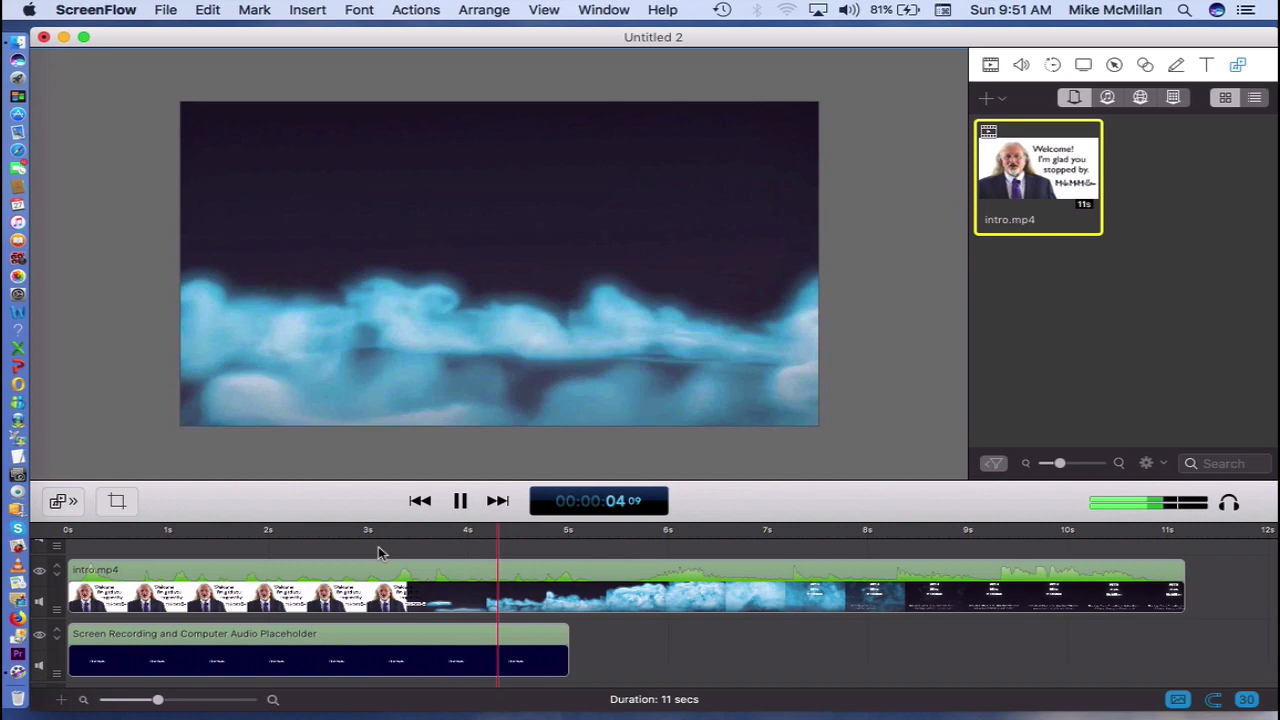 ScreenFlow File Edit Mark Insert Font Actions Arrange View Window Help 81% Sun 9:51 AM Mike McMillan
Untitled 2
Welcome!
I'm glad you
stopped by.
11s
intro.mp4
Search
00:00:04 09
0s 1s 2s 3s 4s 5s 6s 7s 8s 9s 10s 11s 12s
intro.mp4
Screen Recording and Computer Audio Placeholder
Duration: 11 secs
30